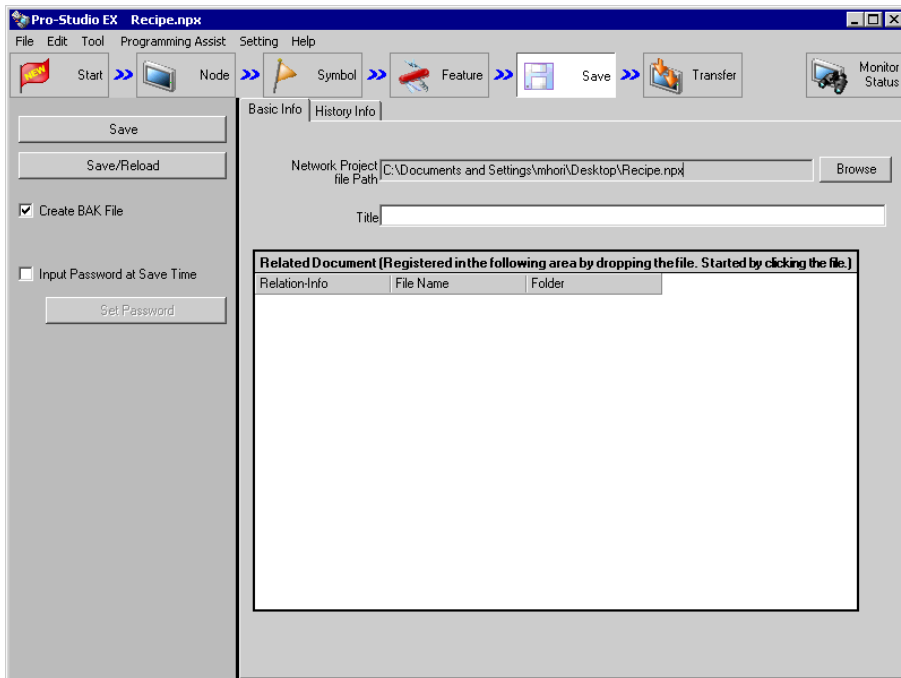 Pro-Studio EX Recipe.npx
File Edit Tool Programming Assist Setting Help
NEW Start Node Symbol Feature Save Transfer Monitor Status
Basic Info History Info
Save
Save/Reload
Create BAK File
Input Password at Save Time
Set Password
Network Project
file Path C:\Documents and Settings\mhori\Desktop\Recipe.npx Browse
Title
Related Document (Registered in the following area by dropping the file. Started by clicking the file.)
Relation-Info File Name Folder